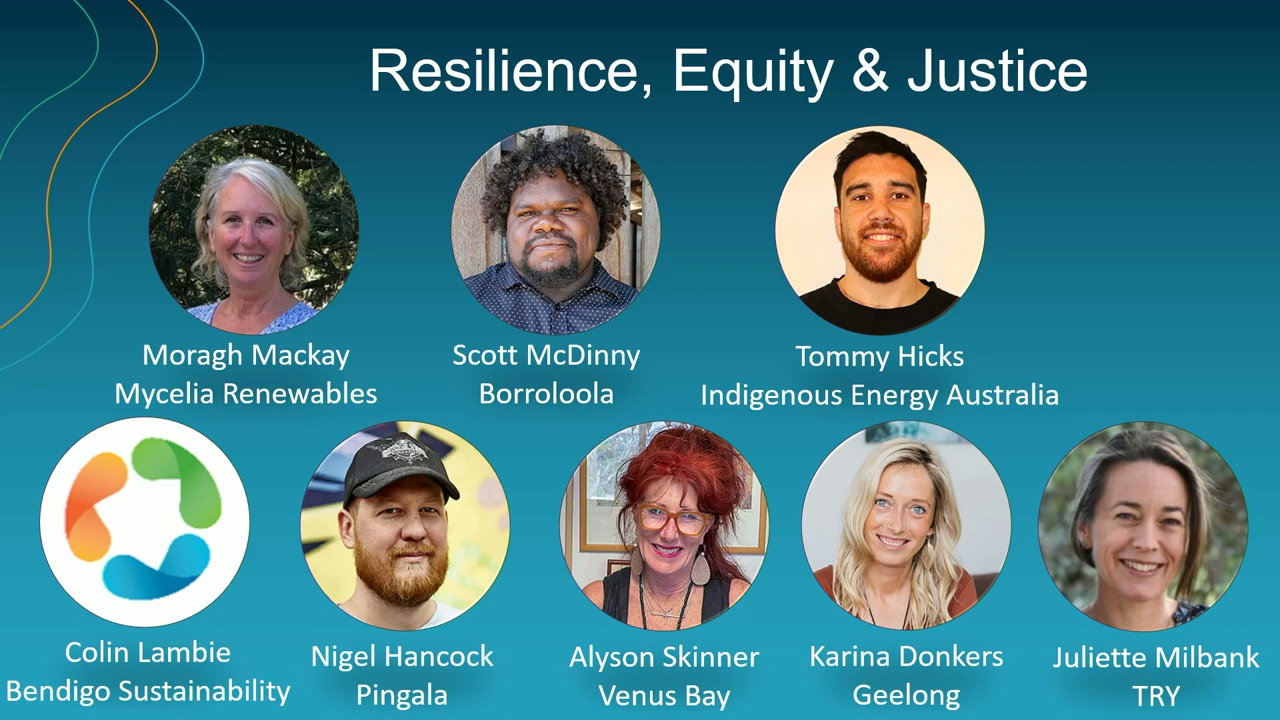 Resilience, Equity & Justice
Moragh Mackay
Mycelia Renewables
Scott McDinny
Borroloola
Tommy Hicks
Indigenous Energy Australia
Colin Lambie
Bendigo Sustainability
Nigel Hancock
Pingala
Alyson Skinner
Venus Bay
Karina Donkers
Geelong
Juliette Milbank
TRY